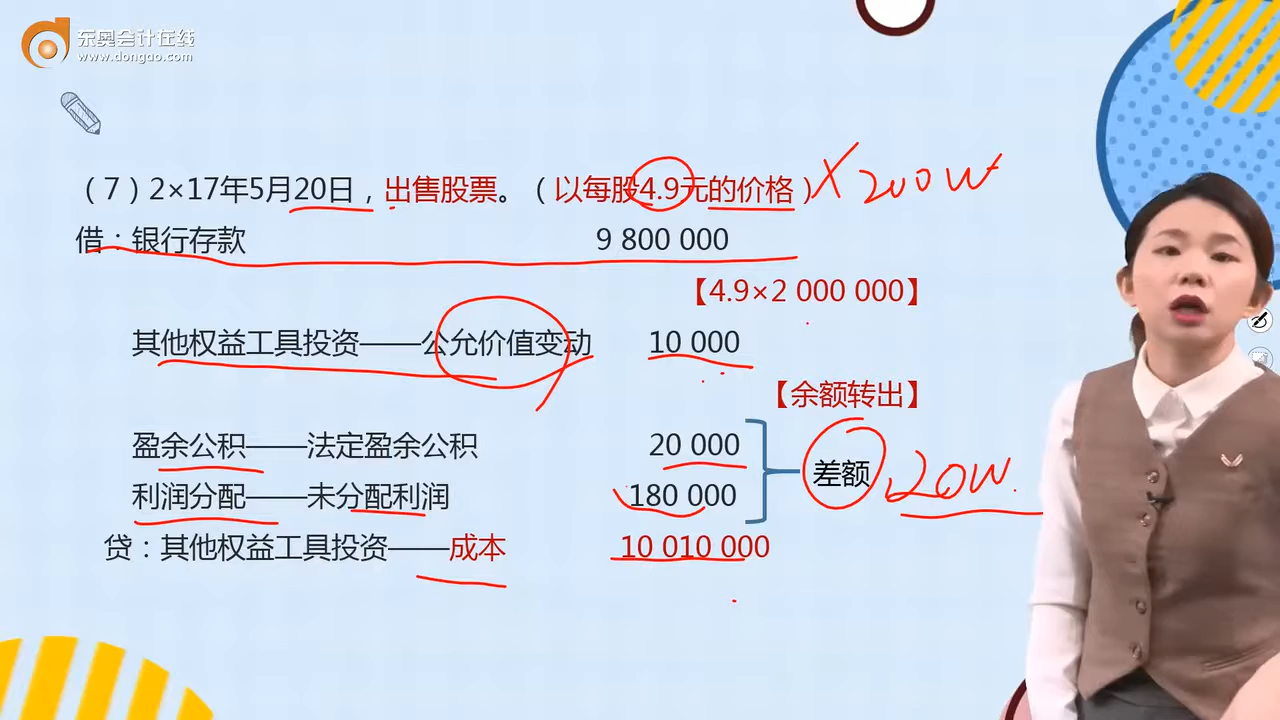 东奥会计在线
www.dongao.com
(7)2×17年5月20日，出售股票。(以每股4.9元的价格)×200W
借：银行存款 9 800 000
【4.9×2 000 000】
其他权益工具投资——公允价值变动 10 000
【余额转出】
盈余公积——法定盈余公积 20 000
利润分配——未分配利润 180 000
差额 20W
贷：其他权益工具投资——成本 10 010 000